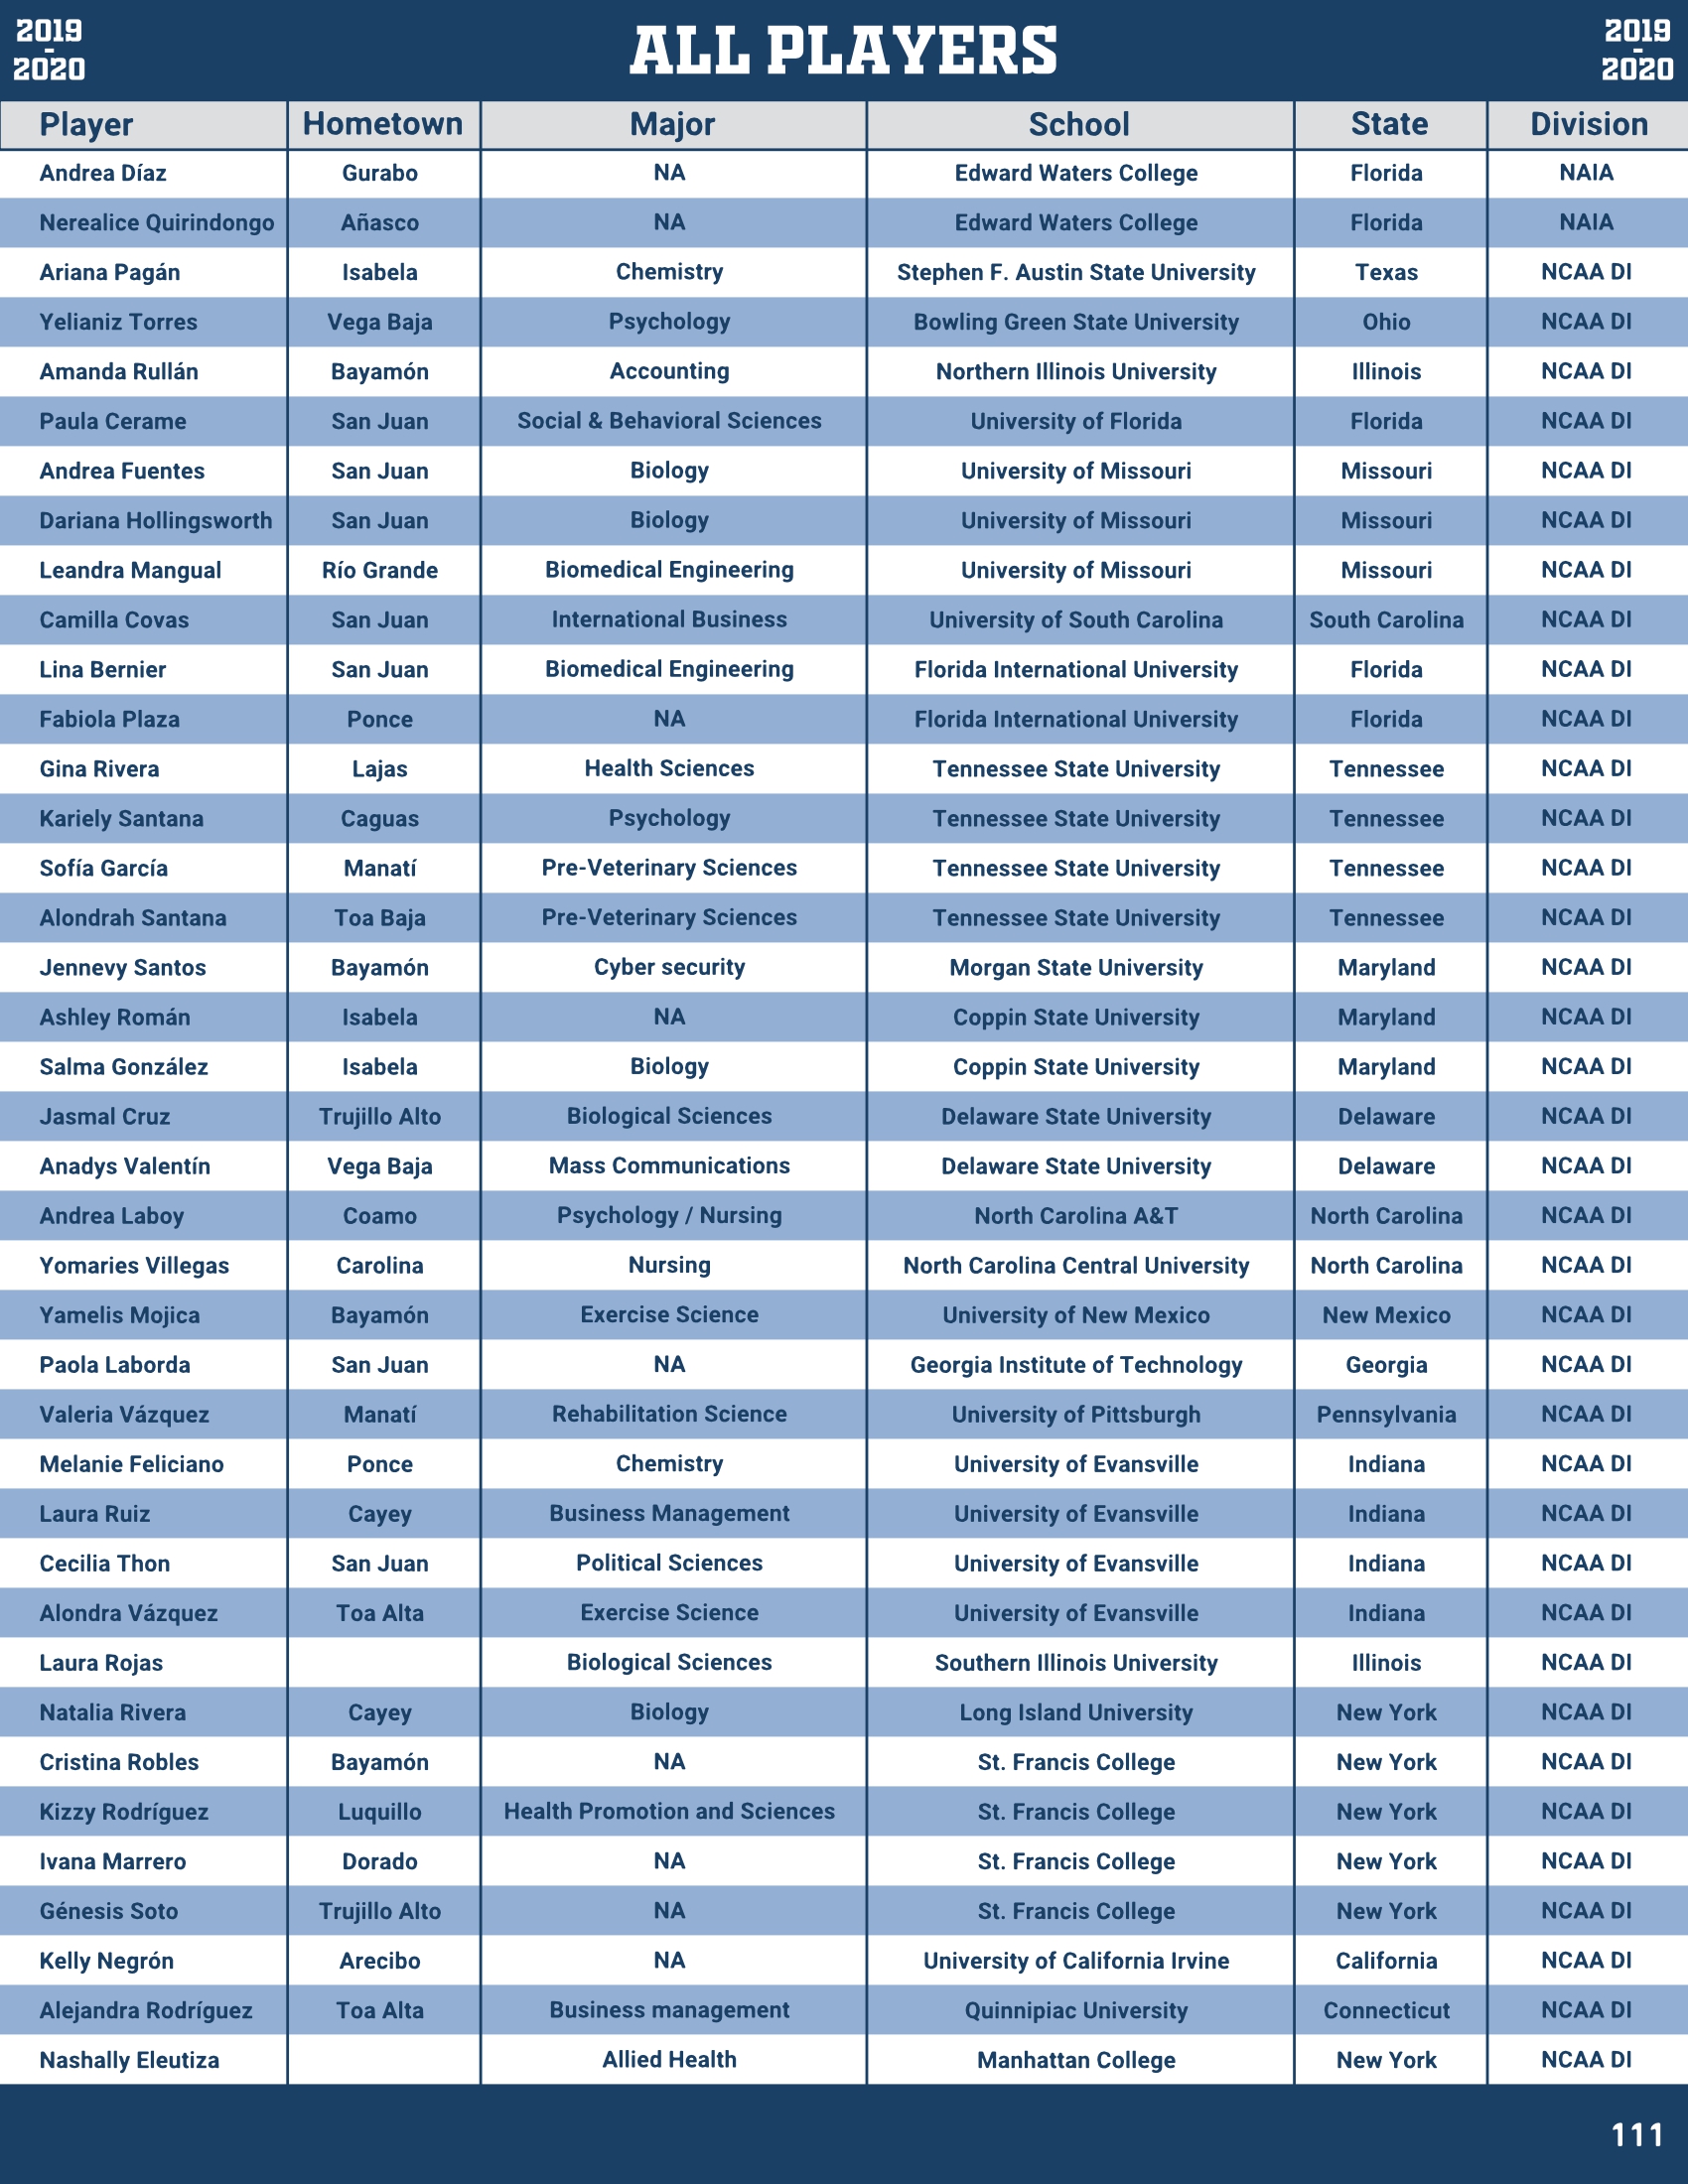 2019
-
2020
ALL PLAYERS
2019
-
2020
Player Hometown Major School State Division
Andrea Díaz Gurabo NA Edward Waters College Florida NAIA
Nerealice Quirindongo Añasco NA Edward Waters College Florida NAIA
Ariana Pagán Isabela Chemistry Stephen F. Austin State University Texas NCAA DI
Yelianiz Torres Vega Baja Psychology Bowling Green State University Ohio NCAA DI
Amanda Rullán Bayamón Accounting Northern Illinois University Illinois NCAA DI
Paula Cerame San Juan Social & Behavioral Sciences University of Florida Florida NCAA DI
Andrea Fuentes San Juan Biology University of Missouri Missouri NCAA DI
Dariana Hollingsworth San Juan Biology University of Missouri Missouri NCAA DI
Leandra Mangual Río Grande Biomedical Engineering University of Missouri Missouri NCAA DI
Camilla Covas San Juan International Business University of South Carolina South Carolina NCAA DI
Lina Bernier San Juan Biomedical Engineering Florida International University Florida NCAA DI
Fabiola Plaza Ponce NA Florida International University Florida NCAA DI
Gina Rivera Lajas Health Sciences Tennessee State University Tennessee NCAA DI
Kariely Santana Caguas Psychology Tennessee State University Tennessee NCAA DI
Sofía García Manatí Pre-Veterinary Sciences Tennessee State University Tennessee NCAA DI
Alondrah Santana Toa Baja Pre-Veterinary Sciences Tennessee State University Tennessee NCAA DI
Jennevy Santos Bayamón Cyber security Morgan State University Maryland NCAA DI
Ashley Román Isabela NA Coppin State University Maryland NCAA DI
Salma González Isabela Biology Coppin State University Maryland NCAA DI
Jasmal Cruz Trujillo Alto Biological Sciences Delaware State University Delaware NCAA DI
Anadys Valentín Vega Baja Mass Communications Delaware State University Delaware NCAA DI
Andrea Laboy Coamo Psychology / Nursing North Carolina A&T North Carolina NCAA DI
Yomaries Villegas Carolina Nursing North Carolina Central University North Carolina NCAA DI
Yamelis Mojica Bayamón Exercise Science University of New Mexico New Mexico NCAA DI
Paola Laborda San Juan NA Georgia Institute of Technology Georgia NCAA DI
Valeria Vázquez Manatí Rehabilitation Science University of Pittsburgh Pennsylvania NCAA DI
Melanie Feliciano Ponce Chemistry University of Evansville Indiana NCAA DI
Laura Ruiz Cayey Business Management University of Evansville Indiana NCAA DI
Cecilia Thon San Juan Political Sciences University of Evansville Indiana NCAA DI
Alondra Vázquez Toa Alta Exercise Science University of Evansville Indiana NCAA DI
Laura Rojas Biological Sciences Southern Illinois University Illinois NCAA DI
Natalia Rivera Cayey Biology Long Island University New York NCAA DI
Cristina Robles Bayamón NA St. Francis College New York NCAA DI
Kizzy Rodríguez Luquillo Health Promotion and Sciences St. Francis College New York NCAA DI
Ivana Marrero Dorado NA St. Francis College New York NCAA DI
Génesis Soto Trujillo Alto NA St. Francis College New York NCAA DI
Kelly Negrón Arecibo NA University of California Irvine California NCAA DI
Alejandra Rodríguez Toa Alta Business management Quinnipiac University Connecticut NCAA DI
Nashally Eleutiza Allied Health Manhattan College New York NCAA DI
111